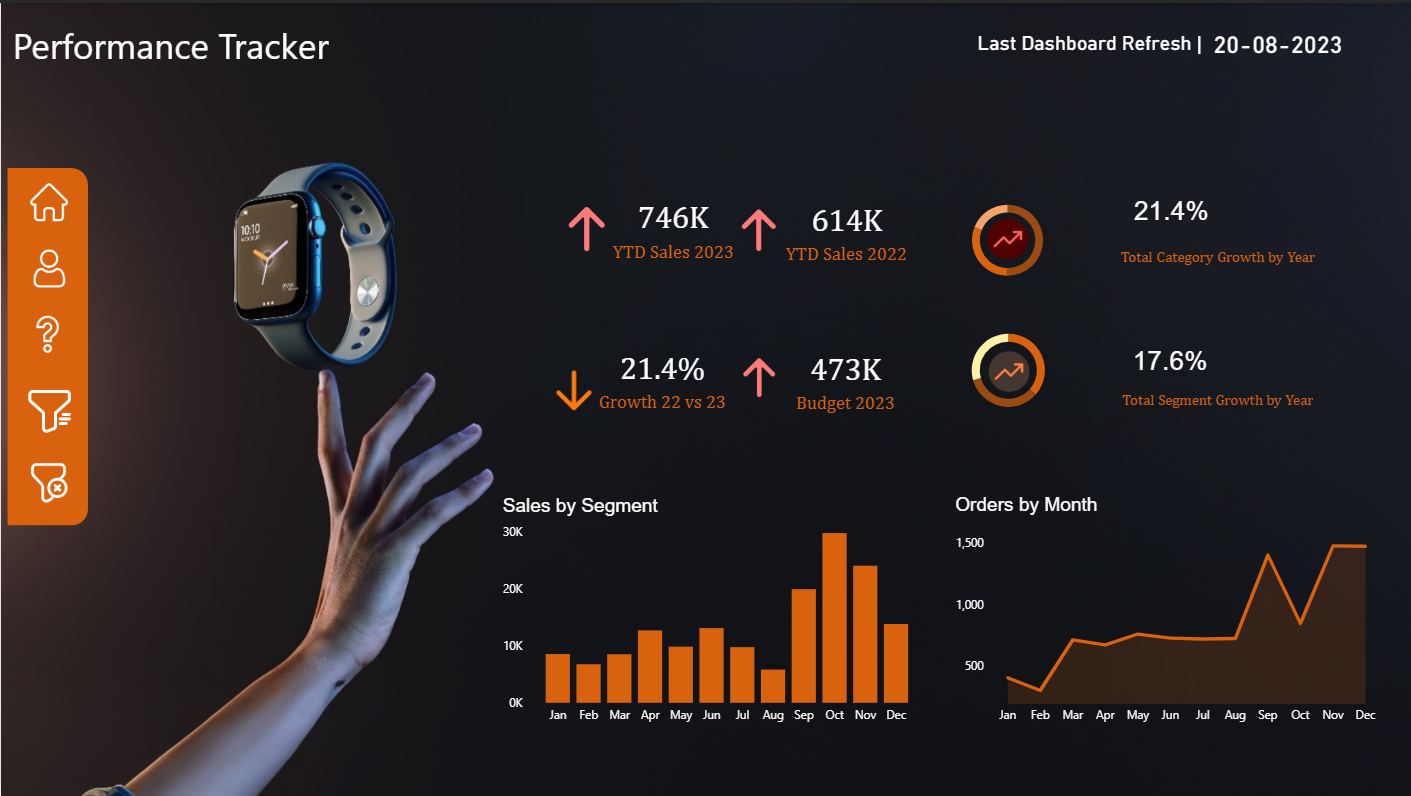 Performance Tracker
Last Dashboard Refresh | 20-08-2023
10:10
746K
YTD Sales 2023
614K
YTD Sales 2022
21.4%
Total Category Growth by Year
21.4%
Growth 22 vs 23
473K
Budget 2023
17.6%
Total Segment Growth by Year
Sales by Segment
30K
20K
10K
0K
Jan Feb Mar Apr May Jun Jul Aug Sep Oct Nov Dec
Orders by Month
1,500
1,000
500
Jan Feb Mar Apr May Jun Jul Aug Sep Oct Nov Dec